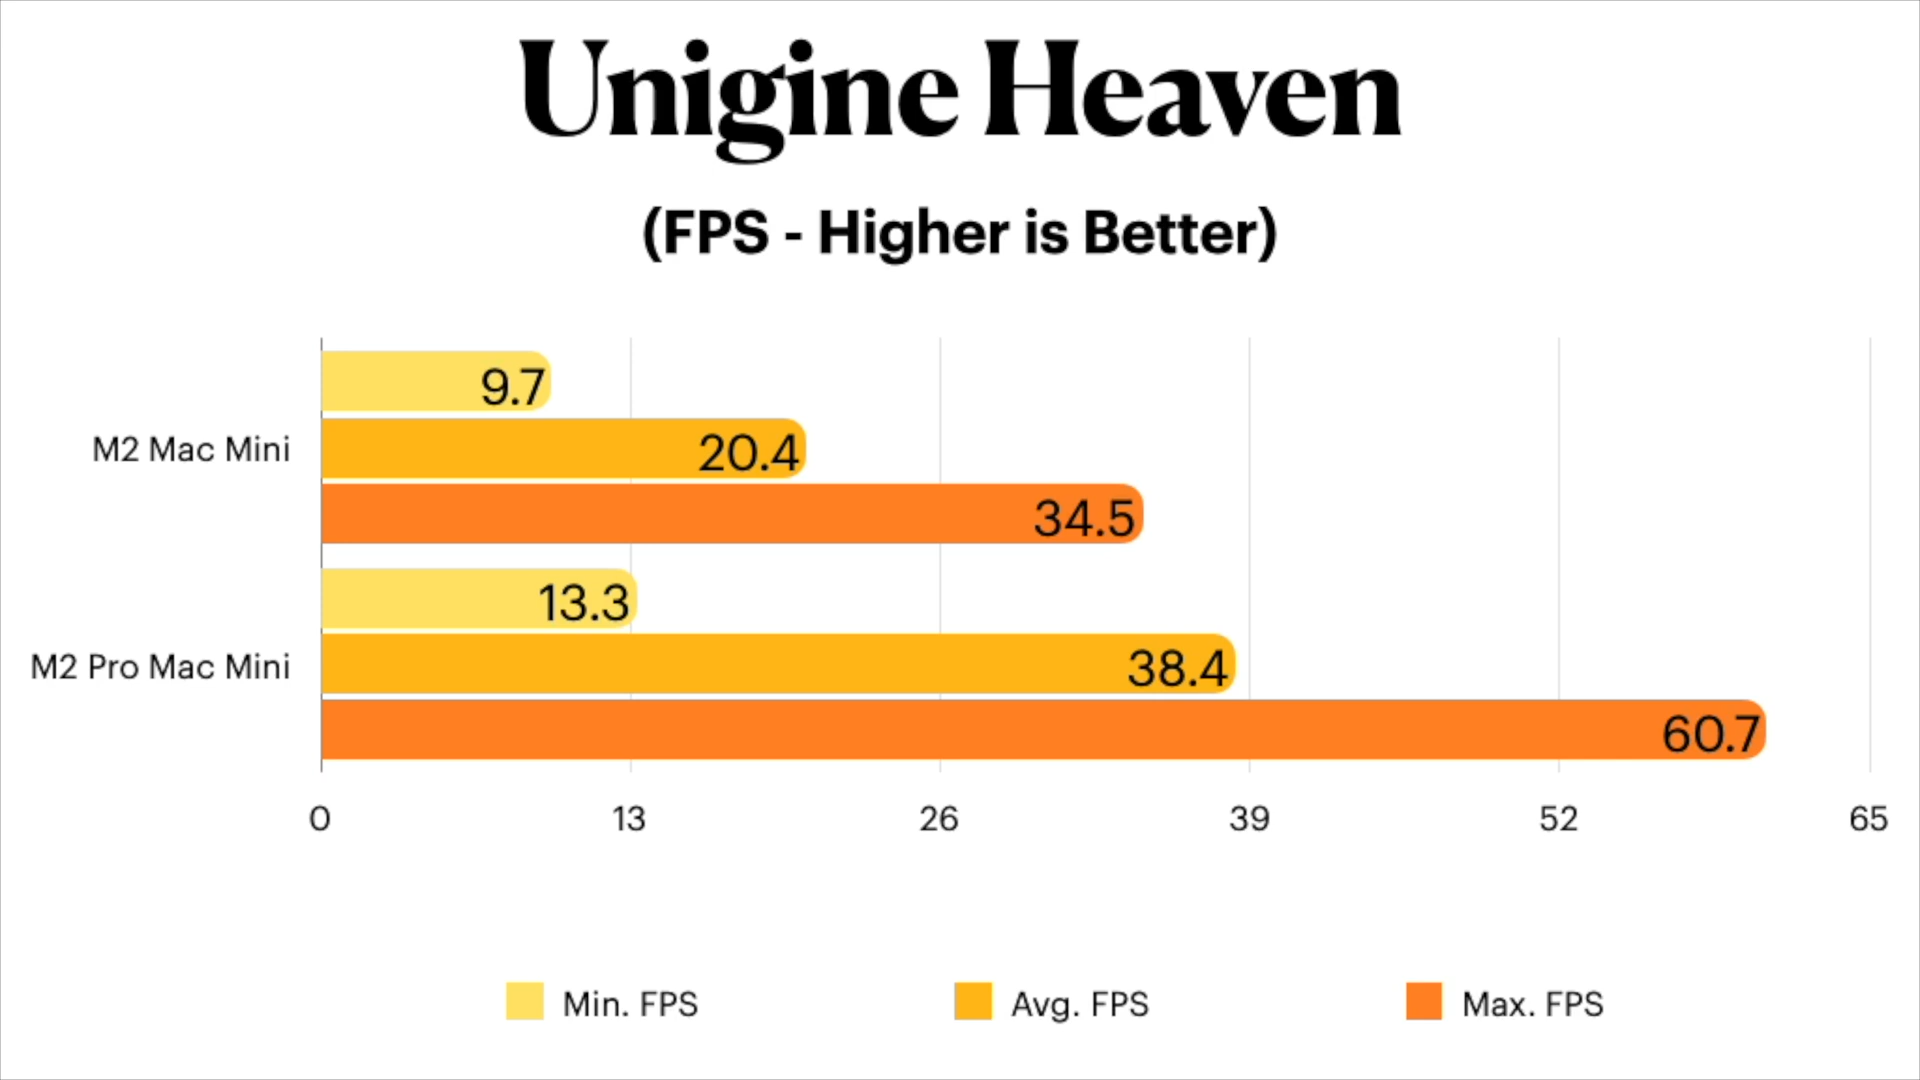 Unigine Heaven
(FPS - Higher is Better)
M2 Mac Mini
9.7
20.4
34.5
M2 Pro Mac Mini
13.3
38.4
60.7
0 13 26 39 52 65
Min. FPS Avg. FPS Max. FPS